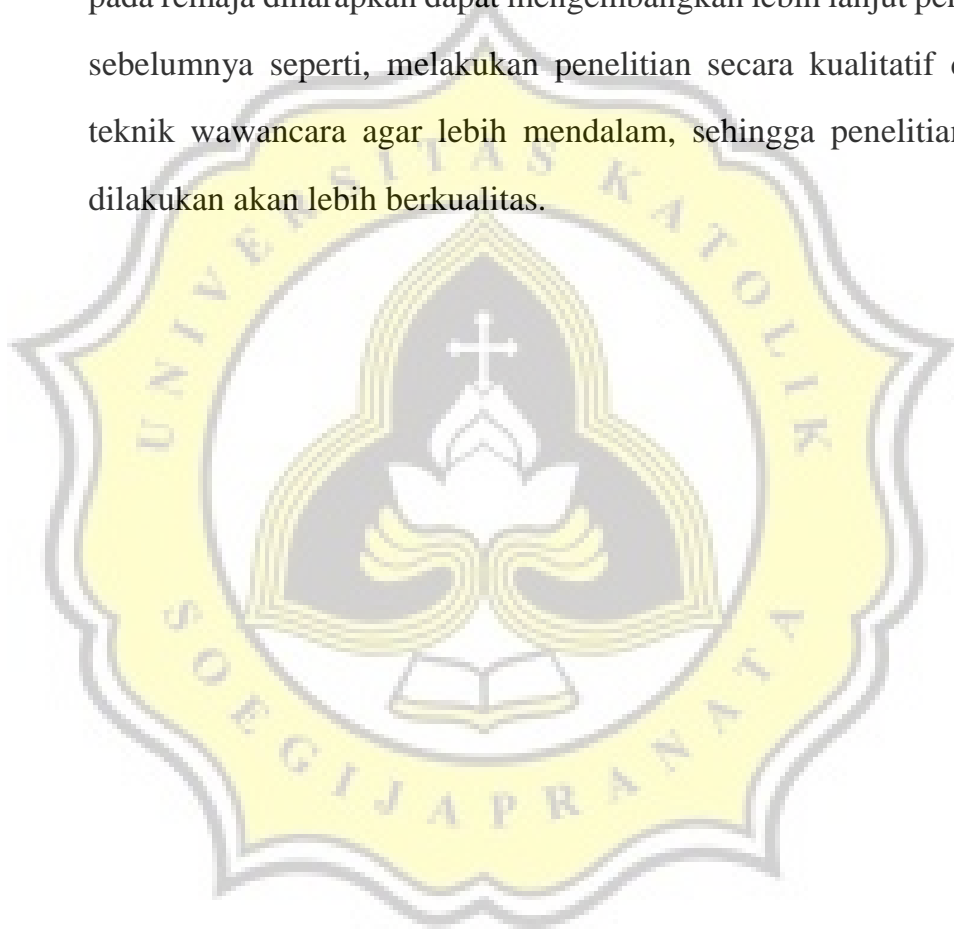 pada remaja diharapkan dapat mengembangkan lebih lanjut
sebelumnya seperti, melakukan penelitian secara kualitatif
teknik wawancara agar lebih mendalam, sehingga penelitian
dilakukan akan lebih berkualitas.
UNIVERSITAS KATOLIK
SOEGIJAPRANATA